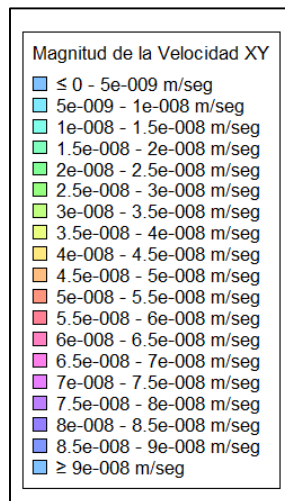 Magnitud de la Velocidad XY
≤ 0 - 5e-009 m/seg
5e-009 - 1e-008 m/seg
1e-008 - 1.5e-008 m/seg
1.5e-008 - 2e-008 m/seg
2e-008 - 2.5e-008 m/seg
2.5e-008 - 3e-008 m/seg
3e-008 - 3.5e-008 m/seg
3.5e-008 - 4e-008 m/seg
4e-008 - 4.5e-008 m/seg
4.5e-008 - 5e-008 m/seg
5e-008 - 5.5e-008 m/seg
5.5e-008 - 6e-008 m/seg
6e-008 - 6.5e-008 m/seg
6.5e-008 - 7e-008 m/seg
7e-008 - 7.5e-008 m/seg
7.5e-008 - 8e-008 m/seg
8e-008 - 8.5e-008 m/seg
8.5e-008 - 9e-008 m/seg
≥ 9e-008 m/seg